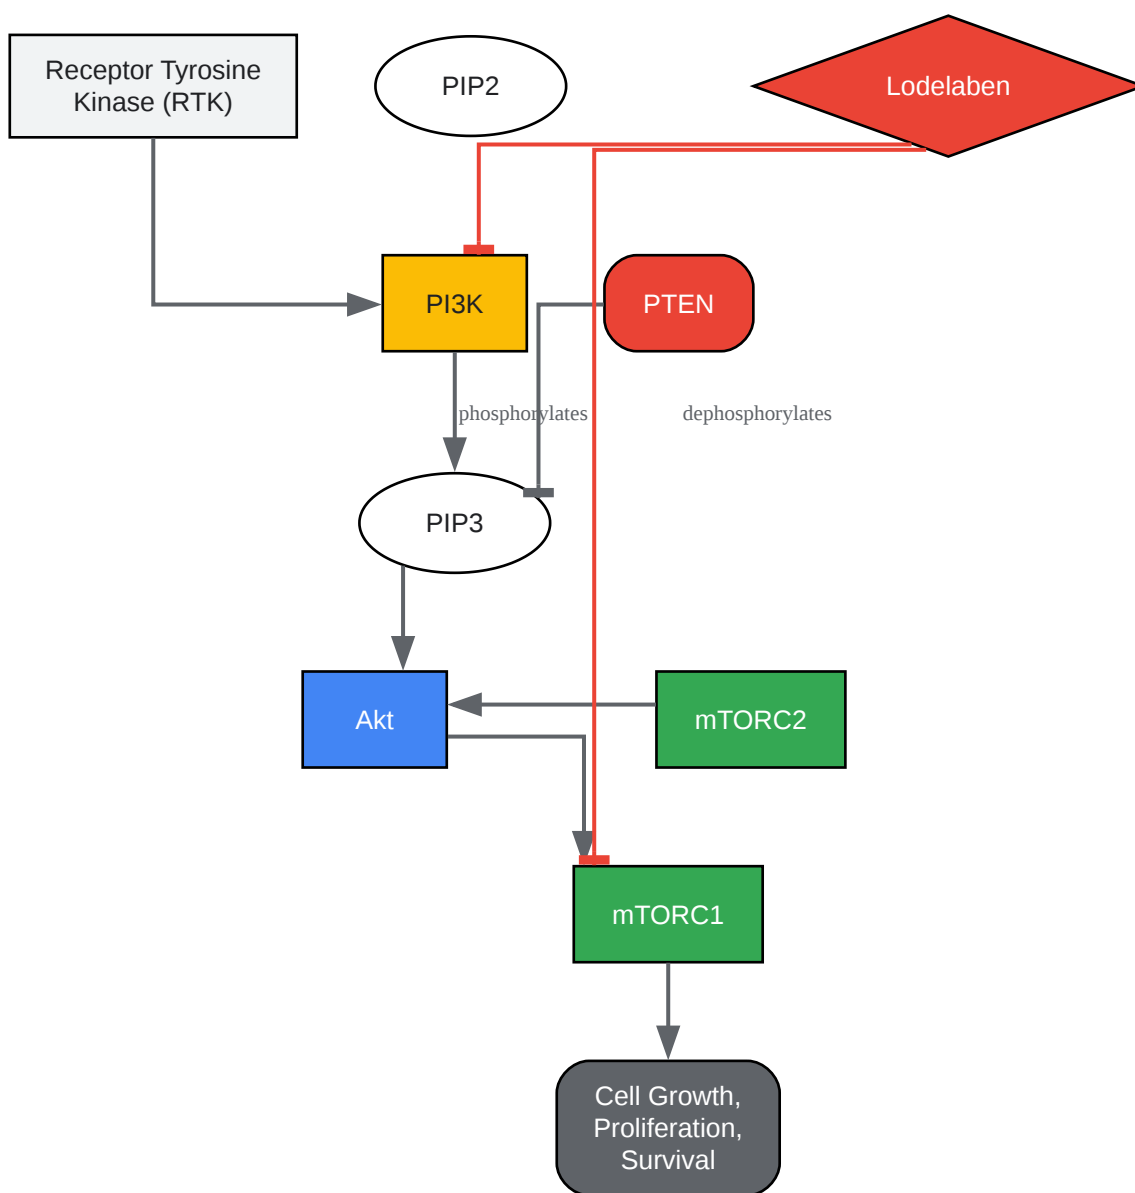 Receptor Tyrosine
Kinase (RTK)
PIP2
Lodelaben
PI3K
PTEN
phosphorylates
dephosphorylates
PIP3
Akt
mTORC2
mTORC1
Cell Growth,
Proliferation,
Survival